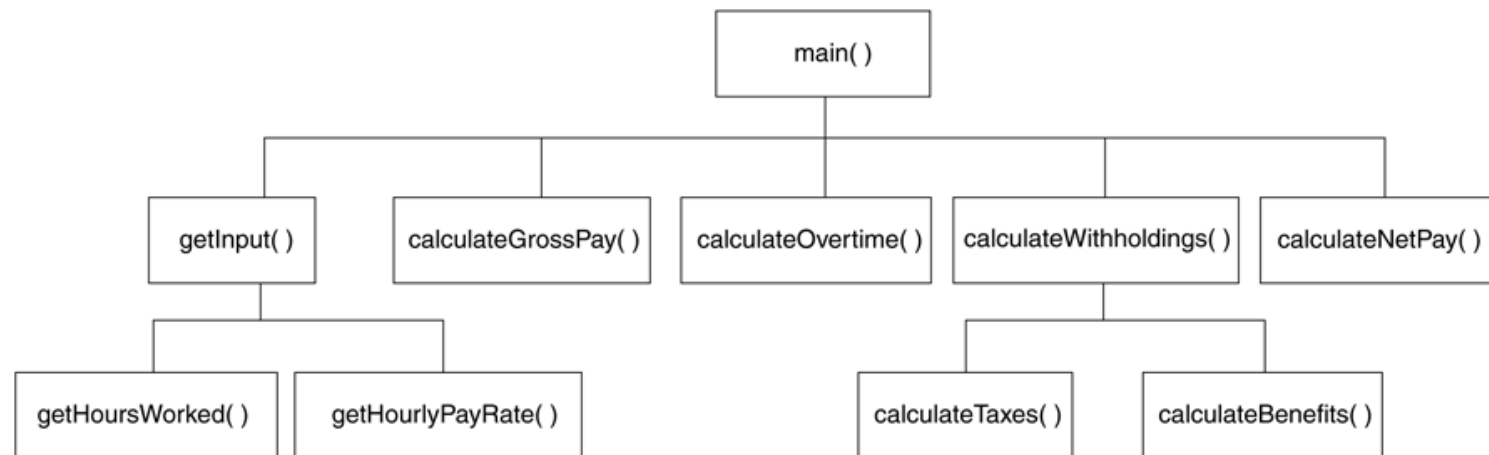 main( )
getInput( )
calculateGrossPay( )
calculateOvertime( )
calculateWithholdings( )
calculateNetPay( )
getHoursWorked( )
getHourlyPayRate( )
calculateTaxes( )
calculateBenefits( )